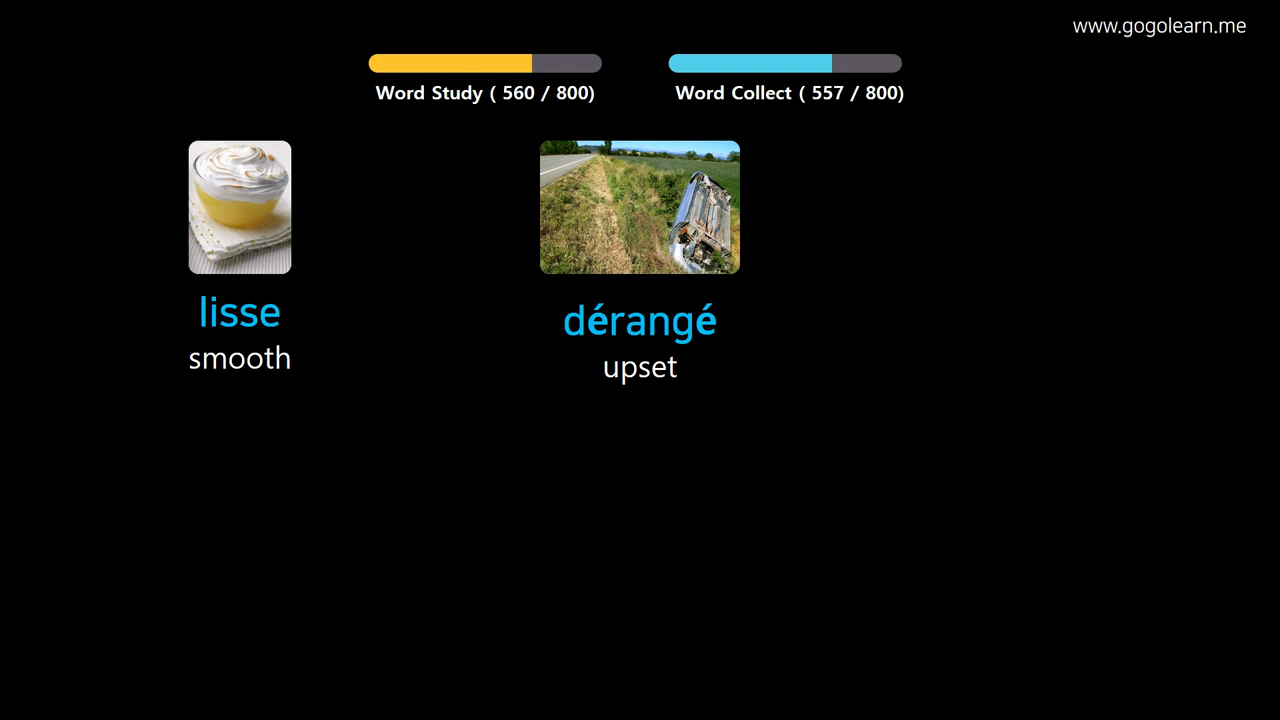 www.gogolearn.me
Word Study ( 560 / 800)
Word Collect ( 557 / 800)
lisse
smooth
dérangé
upset